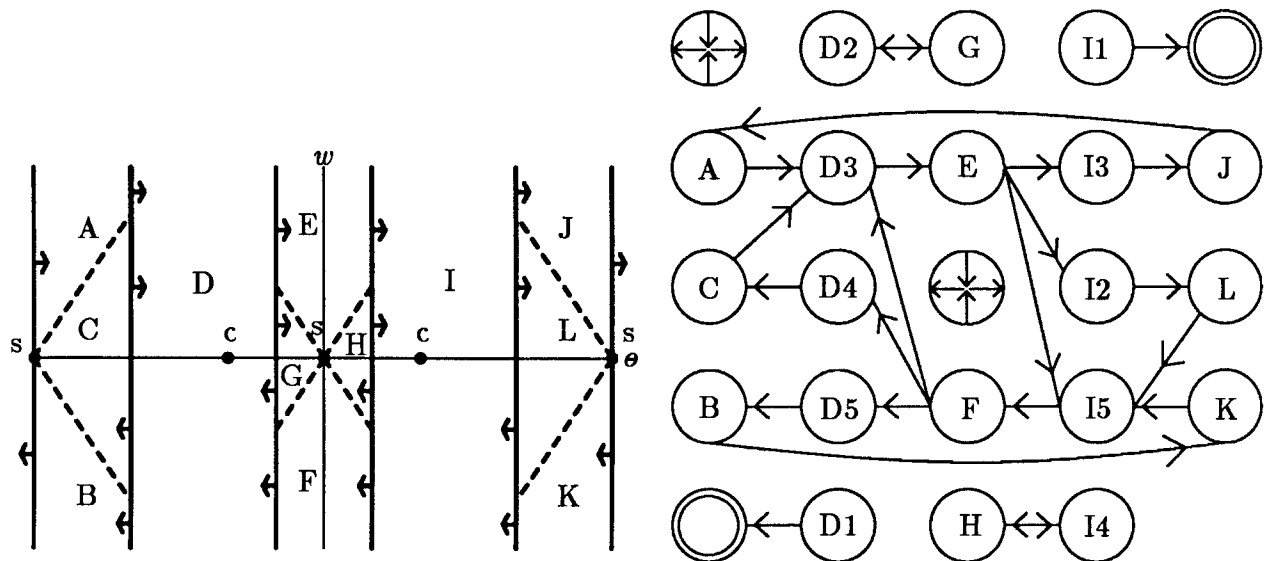 w
A E J
D I
C s H c L s
s c G θ
B F K
D2 G I1
A D3 E I3 J
C D4 I2 L
B D5 F I5 K
D1 H I4